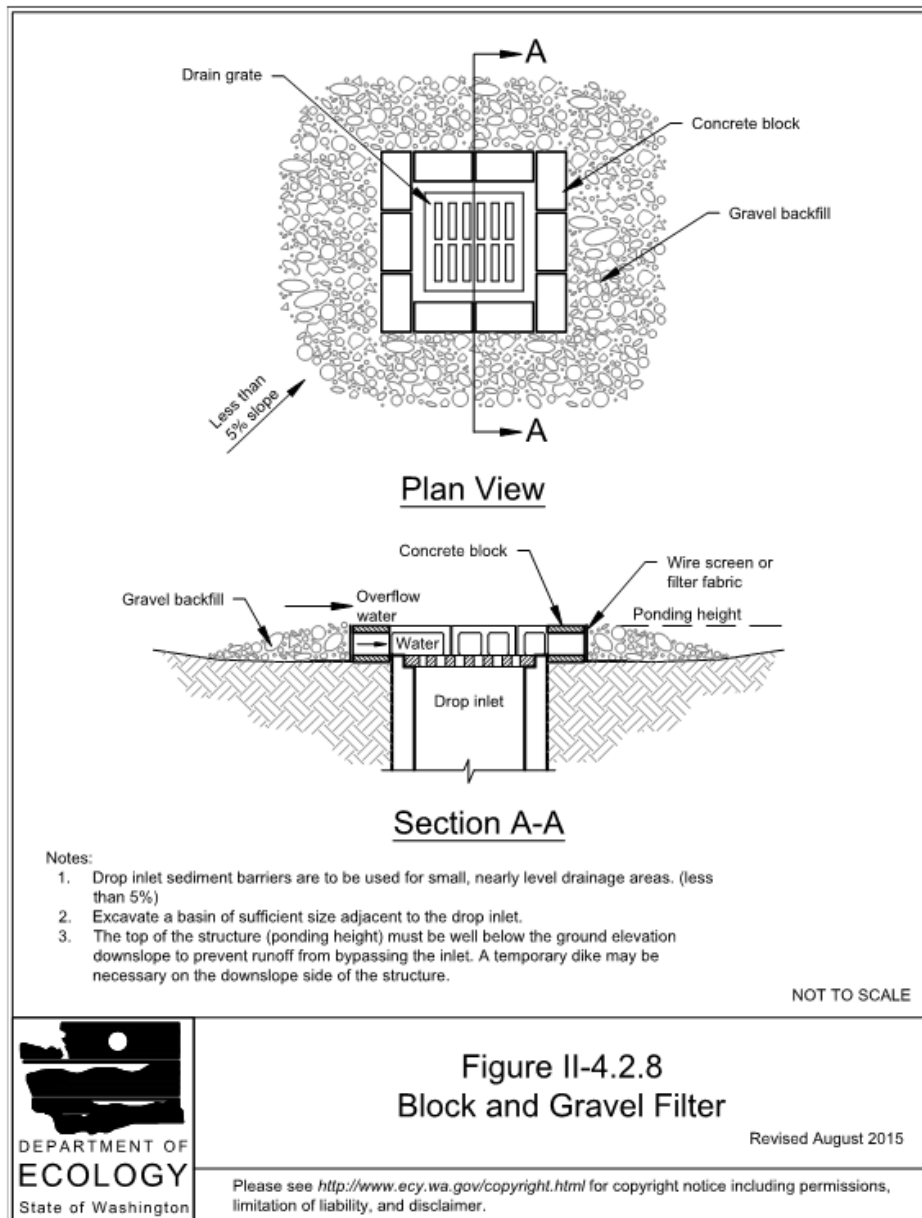 A
Drain grate
Concrete block
Gravel backfill
Less than
5% slope
A
Plan View
Concrete block
Wire screen or
filter fabric
Gravel backfill
Overflow
water
Ponding height
Water
Drop inlet
Section A-A
Notes:
1. Drop inlet sediment barriers are to be used for small, nearly level drainage areas. (less
than 5%)
2. Excavate a basin of sufficient size adjacent to the drop inlet.
3. The top of the structure (ponding height) must be well below the ground elevation
downslope to prevent runoff from bypassing the inlet. A temporary dike may be
necessary on the downslope side of the structure.
NOT TO SCALE
DEPARTMENT OF
ECOLOGY
State of Washington
Figure II-4.2.8
Block and Gravel Filter
Revised August 2015
Please see http://www.ecy.wa.gov/copyright.html for copyright notice including permissions,
limitation of liability, and disclaimer.